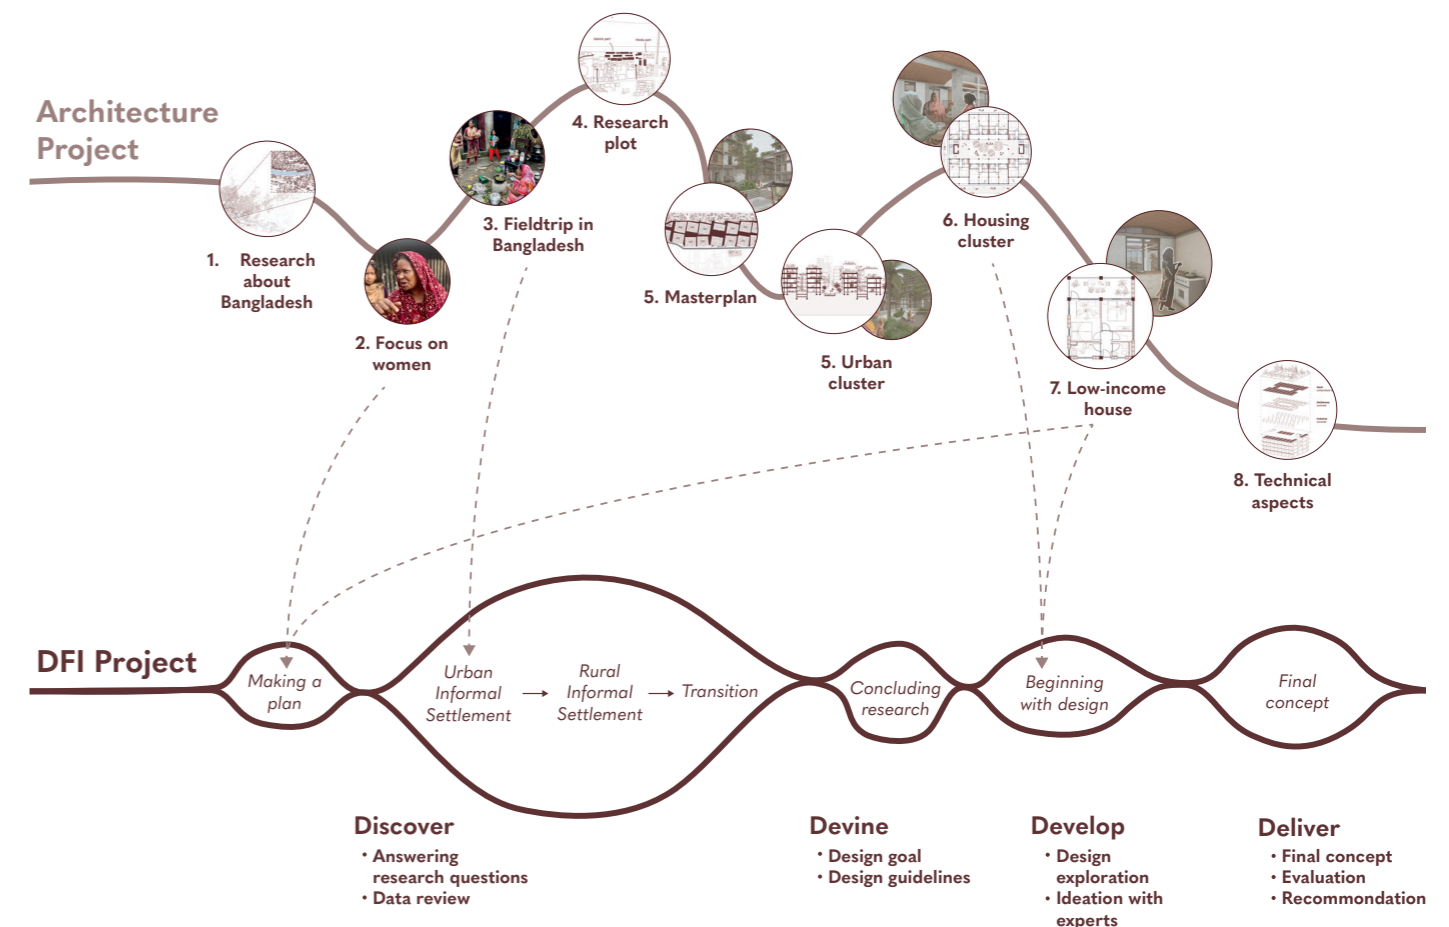 Architecture
Project
1. Research
about
Bangladesh
2. Focus on
women
3. Fieldtrip in
Bangladesh
4. Research
plot
5. Masterplan
5. Urban
cluster
6. Housing
cluster
7. Low-income
house
8. Technical
aspects
DFI Project
Making a
plan
Urban
Informal
Settlement
Rural
Informal
Settlement
Transition
Concluding
research
Beginning
with design
Final
concept
Discover
• Answering
research questions
• Data review
Devine
• Design goal
• Design guidelines
Develop
• Design
exploration
• Ideation with
experts
Deliver
• Final concept
• Evaluation
• Recommondation